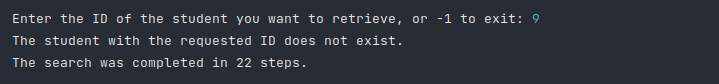 Enter the ID of the student you want to retrieve, or -1 to exit: 9
The student with the requested ID does not exist.
The search was completed in 22 steps.